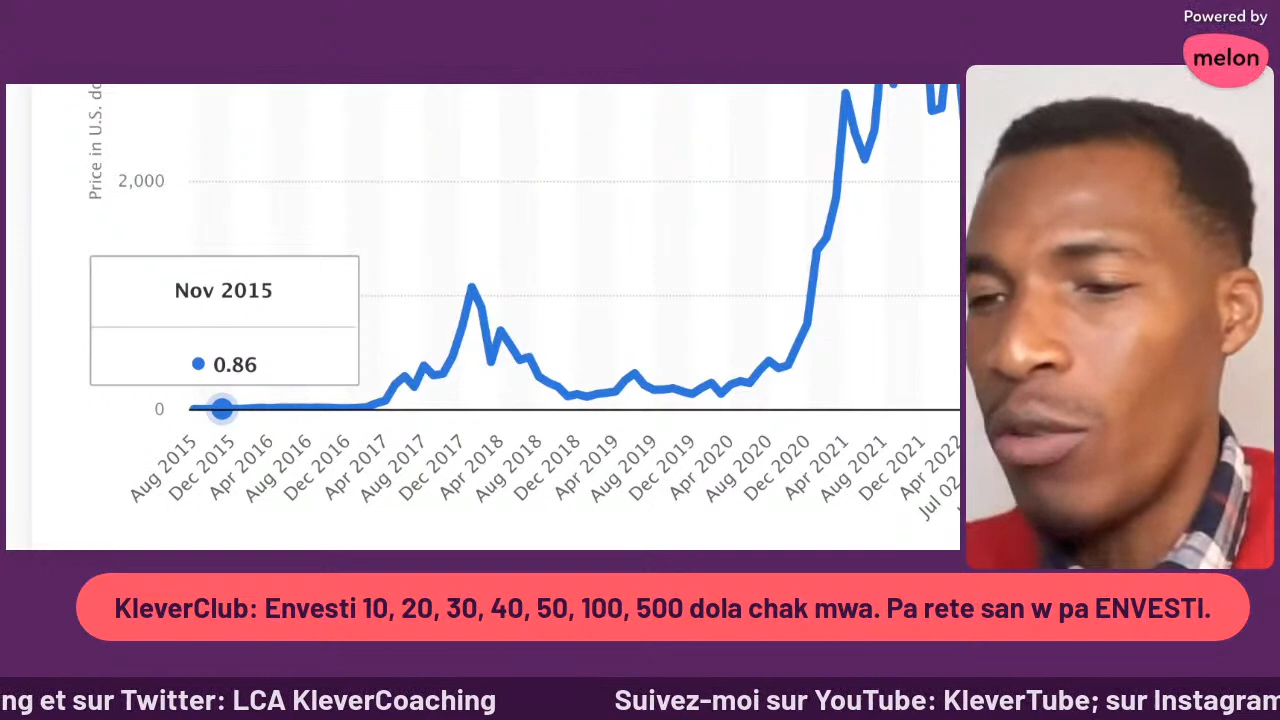 Powered by
melon
Price in U.S. do
2,000
Nov 2015
0.86
0
Aug 2015
Dec 2015
Apr 2016
Aug 2016
Dec 2016
Apr 2017
Aug 2017
Dec 2017
Apr 2018
Aug 2018
Dec 2018
Apr 2019
Aug 2019
Dec 2019
Apr 2020
Aug 2020
Dec 2020
Apr 2021
Aug 2021
Dec 2021
Apr 2022
Jul 02
KleverClub: Envesti 10, 20, 30, 40, 50, 100, 500 dola chak mwa. Pa rete san w pa ENVESTI.
ng et sur Twitter: LCA KleverCoaching
Suivez-moi sur YouTube: KleverTube; sur Instagram